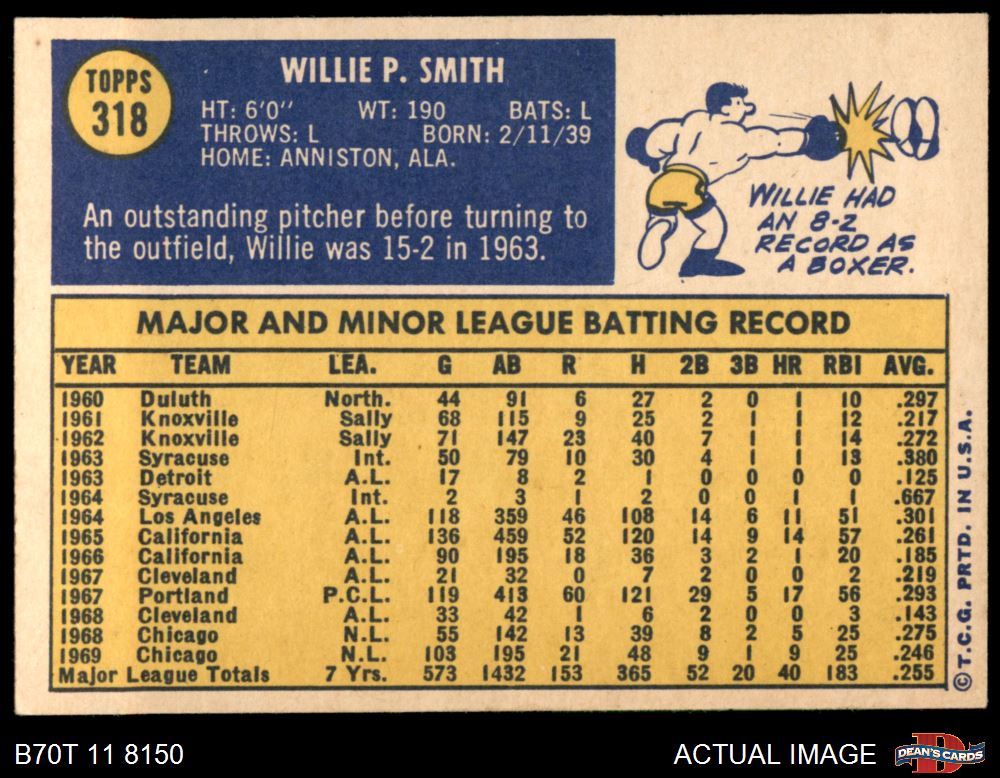 TOPPS
318
WILLIE P. SMITH
HT: 6'0" WT: 190 BATS: L
THROWS: L BORN: 2/11/39
HOME: ANNISTON, ALA.
An outstanding pitcher before turning to
the outfield, Willie was 15-2 in 1963.
WILLIE HAD
AN 8-2
RECORD AS
A BOXER.
MAJOR AND MINOR LEAGUE BATTING RECORD
YEAR TEAM LEA. G AB R H 2B 3B HR RBI AVG.
1960 Duluth North. 44 91 6 27 2 0 1 10 .297
1961 Knoxville Sally 68 115 9 25 2 1 1 12 .217
1962 Knoxville Sally 71 147 23 40 7 1 1 14 .272
1963 Syracuse Int. 50 79 10 30 4 1 1 13 .380
1963 Detroit A.L. 17 8 2 1 0 0 0 0 .125
1964 Syracuse Int. 2 3 1 2 0 0 1 1 .667
1964 Los Angeles A.L. 118 359 46 108 14 6 11 51 .301
1965 California A.L. 136 459 52 120 14 9 14 57 .261
1966 California A.L. 90 195 18 36 3 2 1 20 .185
1967 Cleveland A.L. 21 32 0 7 2 0 0 2 .219
1967 Portland P.C.L. 119 413 60 121 29 5 17 56 .293
1968 Cleveland A.L. 33 42 1 6 2 0 0 3 .143
1968 Chicago N.L. 55 142 13 39 8 2 5 25 .275
1969 Chicago N.L. 103 195 21 48 9 1 9 25 .246
Major League Totals 7 Yrs. 573 1432 153 365 52 20 40 183 .255
©T.C.G. PRTD. IN U.S.A.
B70T 11 8150
ACTUAL IMAGE
DEAN'S CARDS